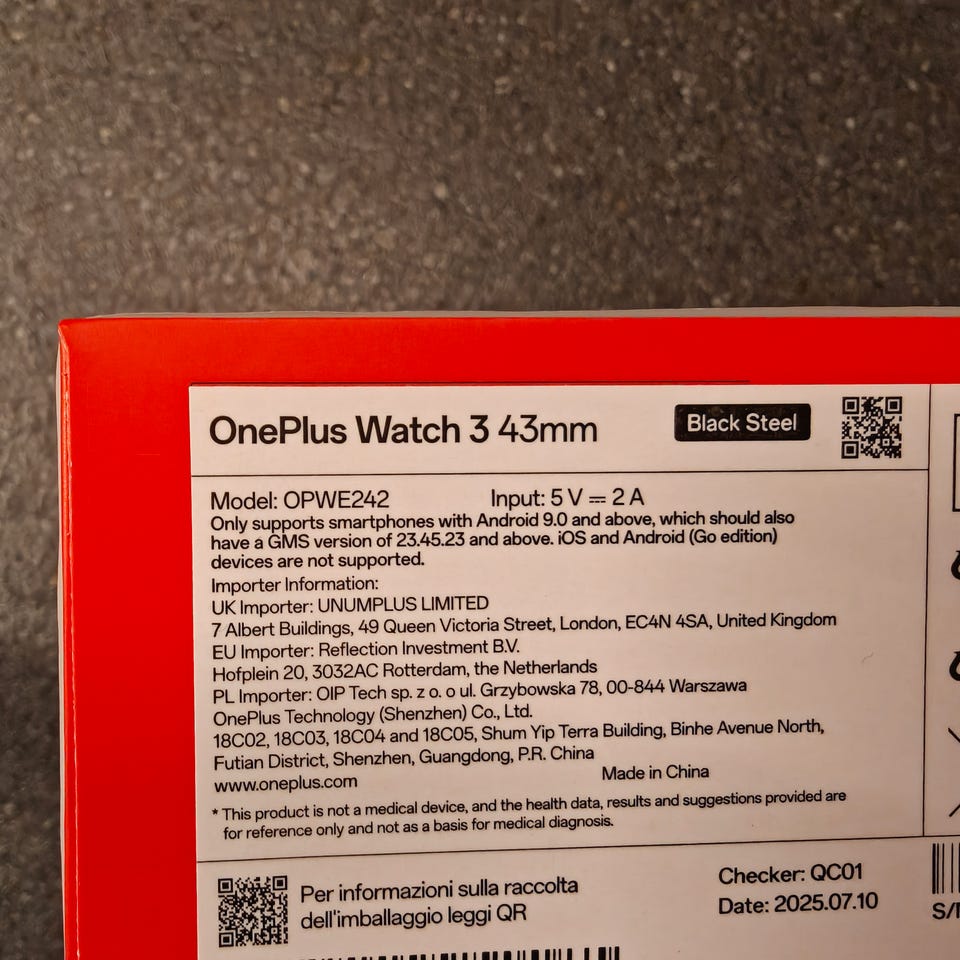 OnePlus Watch 3 43mm
Black Steel
Model: OPWE242
Input: 5 V ⎓ 2 A
Only supports smartphones with Android 9.0 and above, which should also
have a GMS version of 23.45.23 and above. iOS and Android (Go edition)
devices are not supported.
Importer Information:
UK Importer: UNUMPLUS LIMITED
7 Albert Buildings, 49 Queen Victoria Street, London, EC4N 4SA, United Kingdom
EU Importer: Reflection Investment B.V.
Hofplein 20, 3032AC Rotterdam, the Netherlands
PL Importer: OIP Tech sp. z o. o ul. Grzybowska 78, 00-844 Warszawa
OnePlus Technology (Shenzhen) Co., Ltd.
18C02, 18C03, 18C04 and 18C05, Shum Yip Terra Building, Binhe Avenue North,
Futian District, Shenzhen, Guangdong, P.R. China
www.oneplus.com
Made in China
* This product is not a medical device, and the health data, results and suggestions provided are
for reference only and not as a basis for medical diagnosis.
Per informazioni sulla raccolta
dell'imballaggio leggi QR
Checker: QC01
Date: 2025.07.10